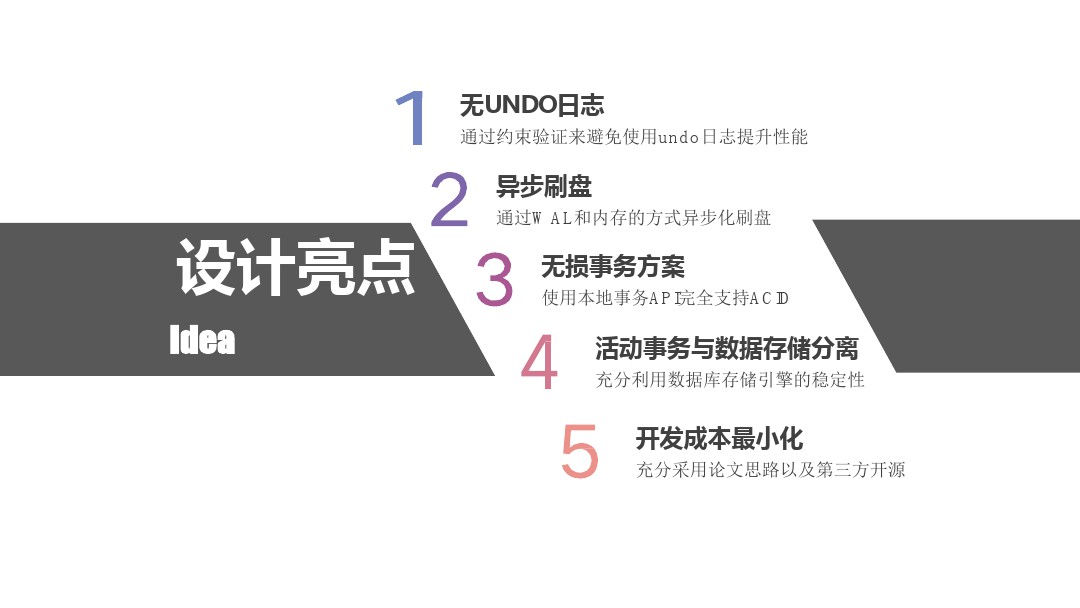 1
无UNDO日志
通过约束验证来避免使用undo日志提升性能
2
异步刷盘
通过WAL和内存的方式异步化刷盘
设计亮点
Idea
3
无损事务方案
使用本地事务API完全支持ACID
4
活动事务与数据存储分离
充分利用数据库存储引擎的稳定性
5
开发成本最小化
充分采用论文思路以及第三方开源